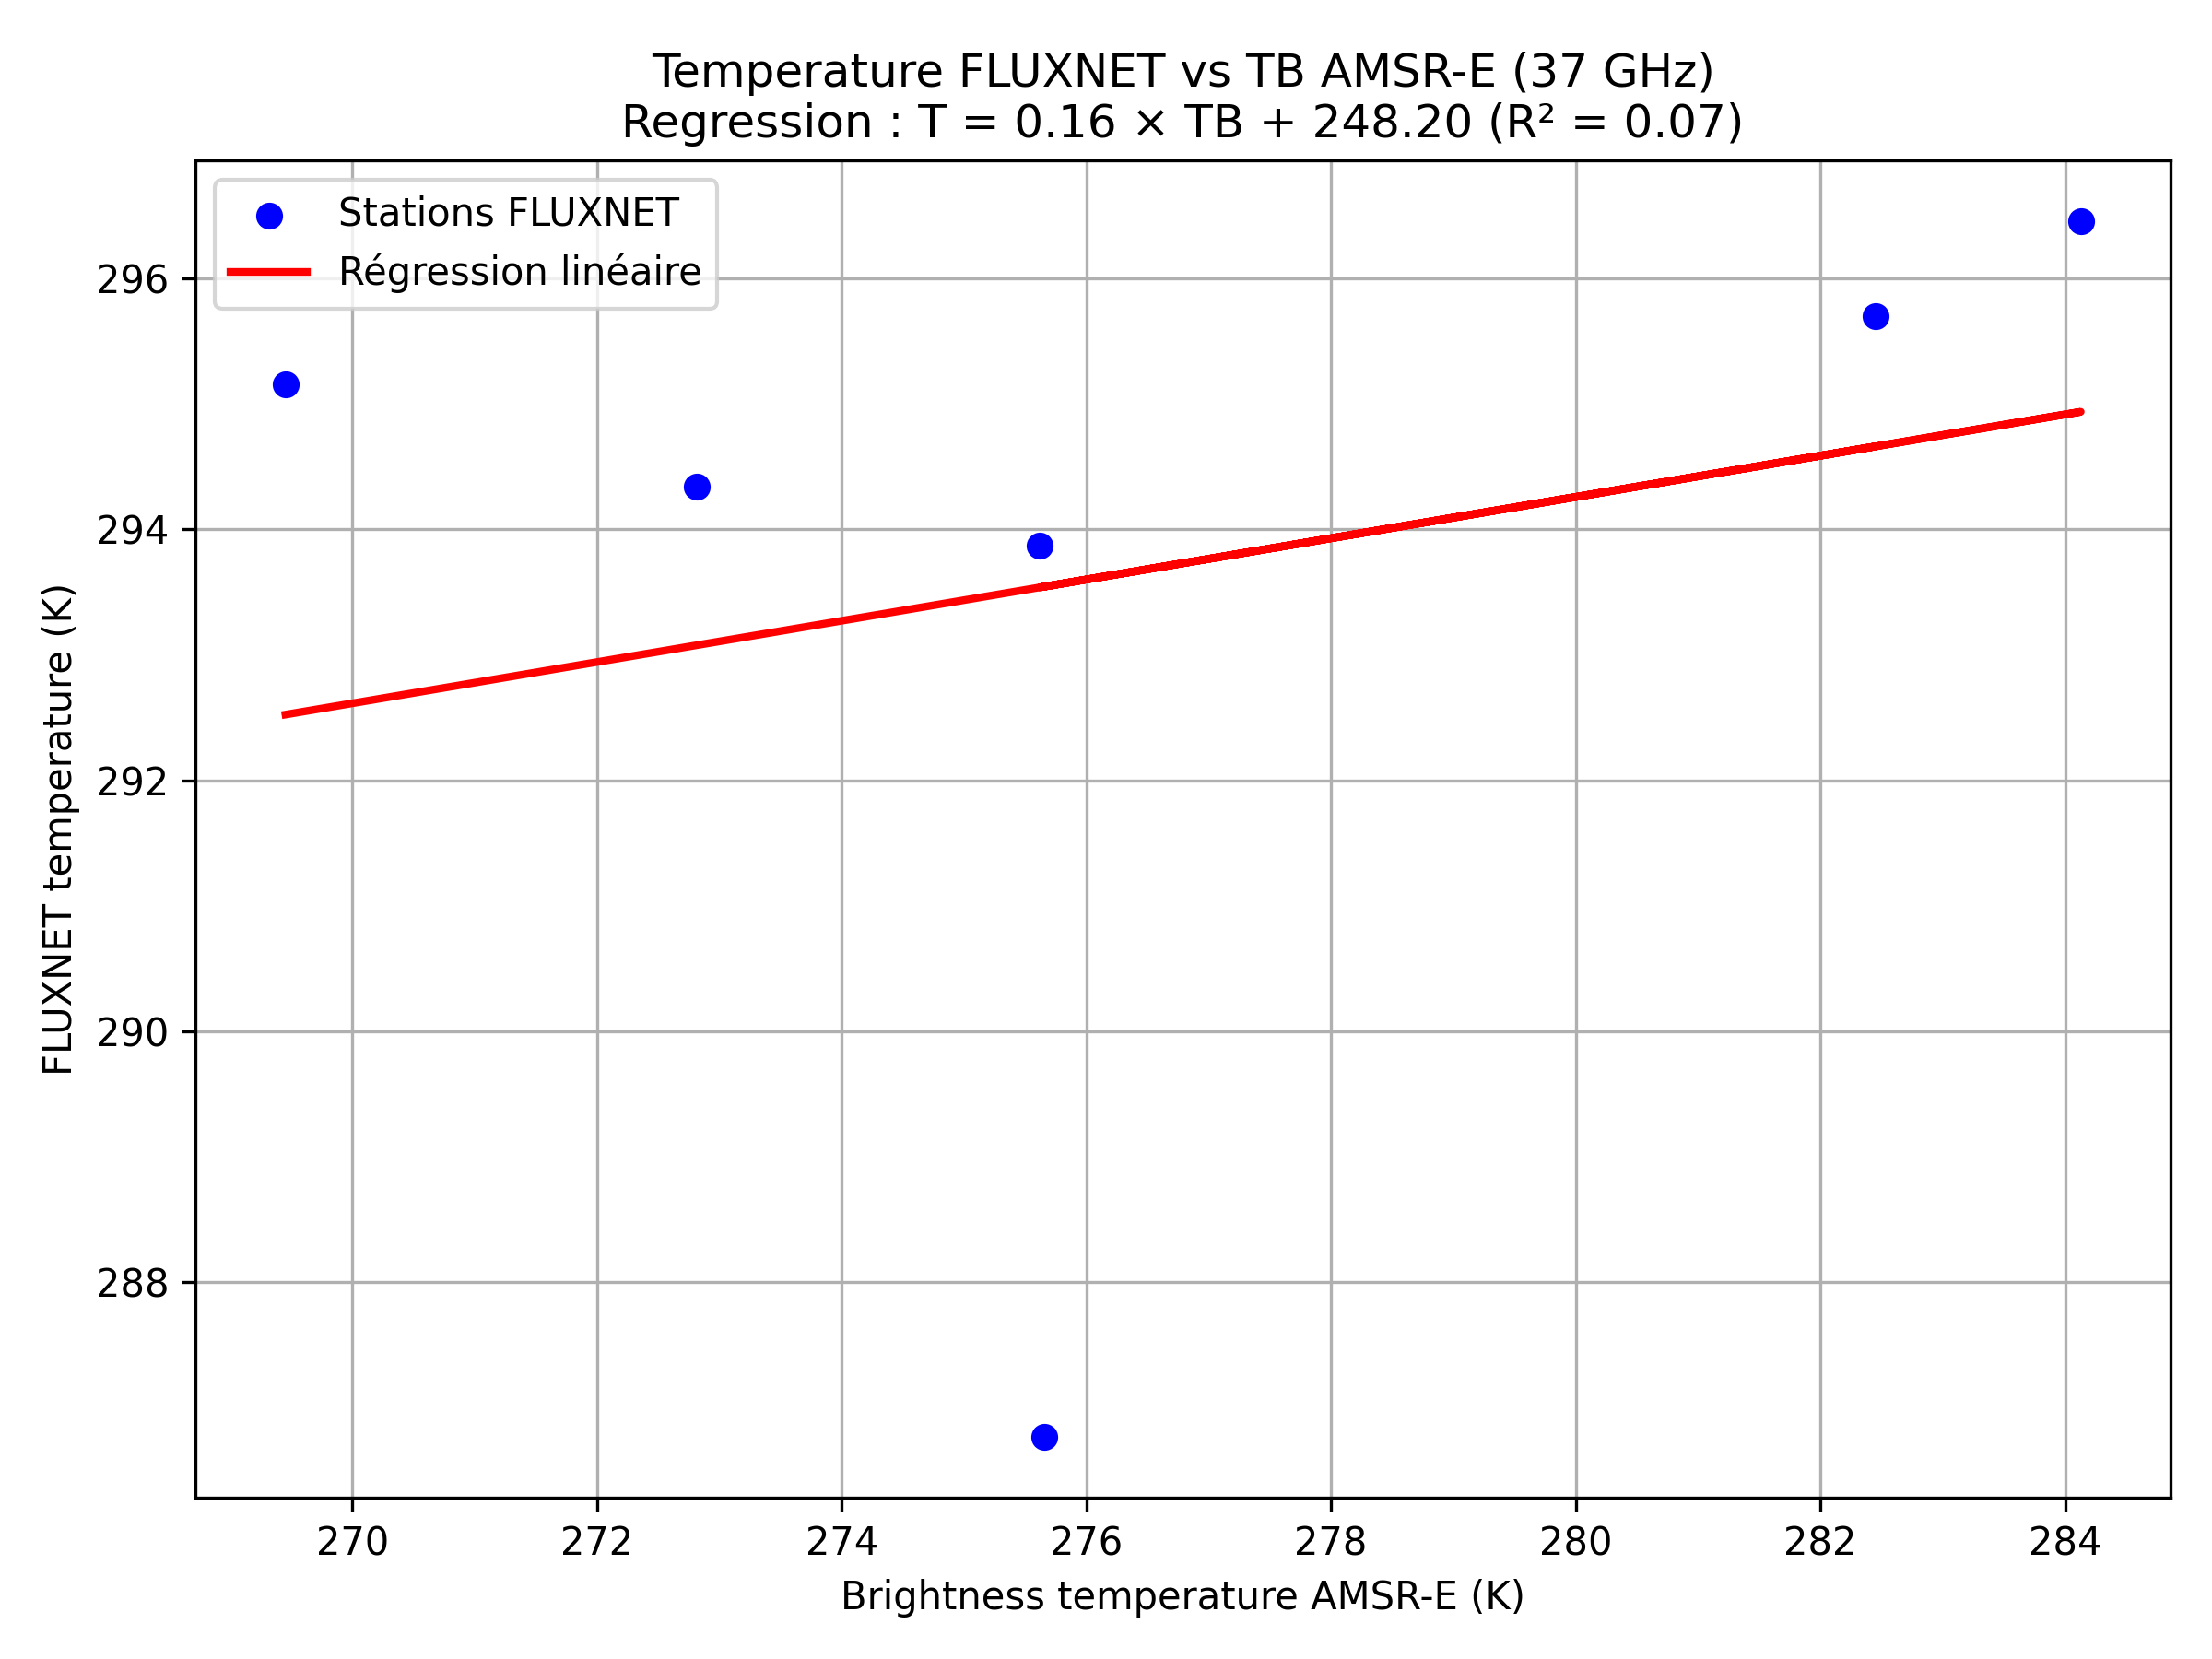 Temperature FLUXNET vs TB AMSR-E (37 GHz)
Regression : T = 0.16 × TB + 248.20 (R² = 0.07)
Stations FLUXNET
Régression linéaire
296
294
292
290
288
FLUXNET temperature (K)
270 272 274 276 278 280 282 284
Brightness temperature AMSR-E (K)